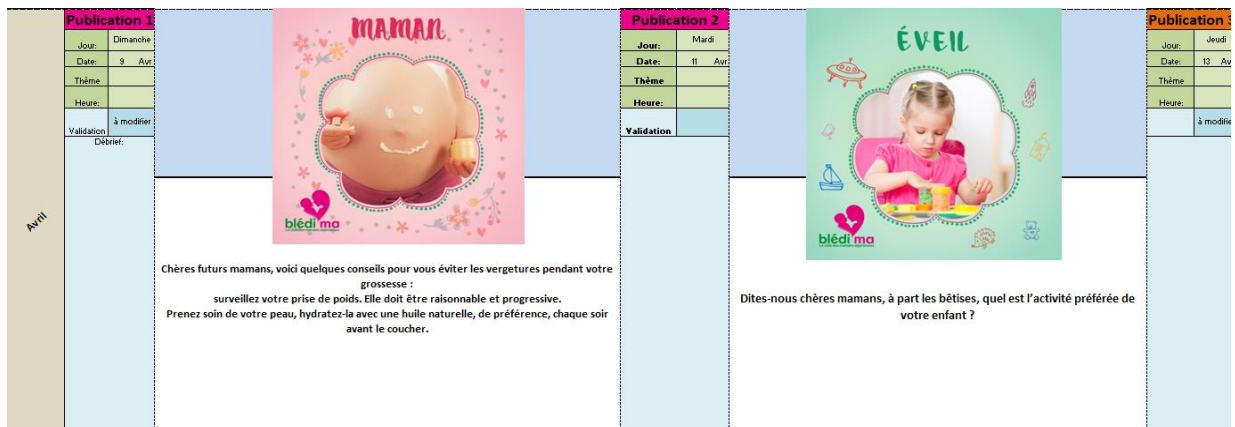 Avril
Publication 1
Jour: Dimanche
Date: 9 Avr
Thème
Heure:
Validation à modifier
Débrief:
MAMAN
blédi ma
Chères futurs mamans, voici quelques conseils pour vous éviter les vergetures pendant votre
grossesse :
surveillez votre prise de poids. Elle doit être raisonnable et progressive.
Prenez soin de votre peau, hydratez-la avec une huile naturelle, de préférence, chaque soir
avant le coucher.
Publication 2
Jour: Mardi
Date: 11 Avr
Thème
Heure:
Validation
ÉVEIL
blédi ma
Dites-nous chères mamans, à part les bêtises, quel est l’activité préférée de
votre enfant ?
Publication 3
Jour: Jeudi
Date: 13 Av
Thème
Heure:
à modifie